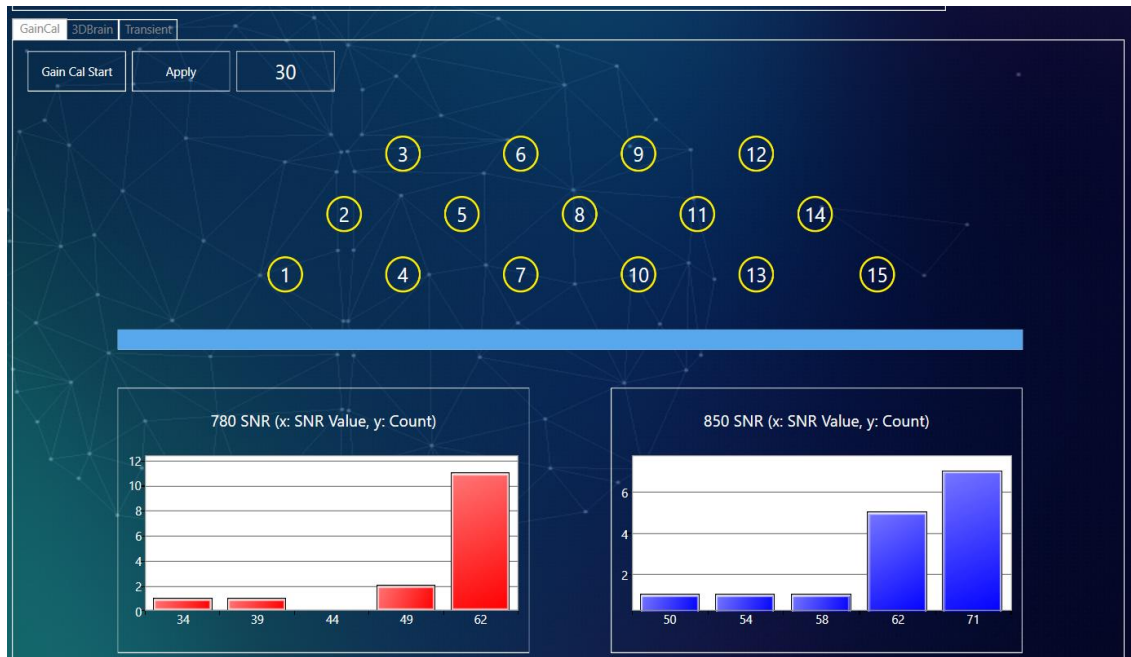 GainCal 3DBrain Transient
Gain Cal Start Apply 30
3 6 9 12
2 5 8 11 14
1 4 7 10 13 15
780 SNR (x: SNR Value, y: Count)
12
10
8
6
4
2
0
34 39 44 49 62
850 SNR (x: SNR Value, y: Count)
6
4
2
50 54 58 62 71